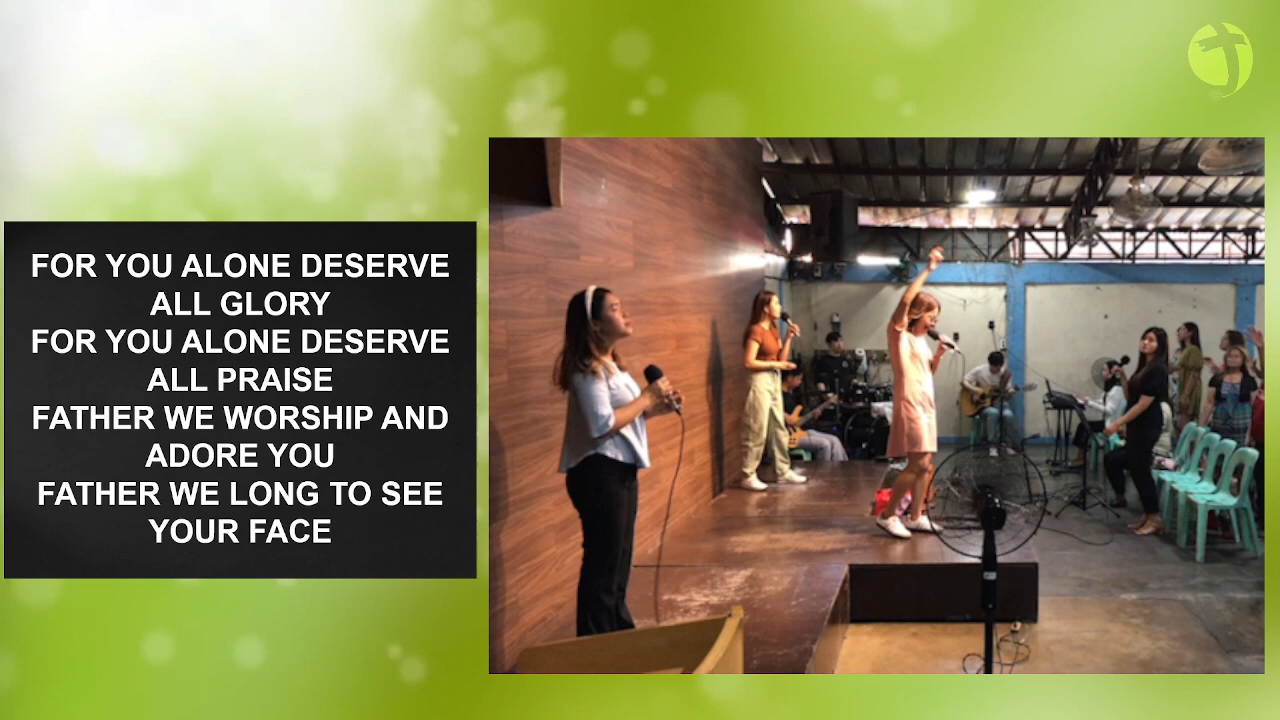 FOR YOU ALONE DESERVE
ALL GLORY
FOR YOU ALONE DESERVE
ALL PRAISE
FATHER WE WORSHIP AND
ADORE YOU
FATHER WE LONG TO SEE
YOUR FACE